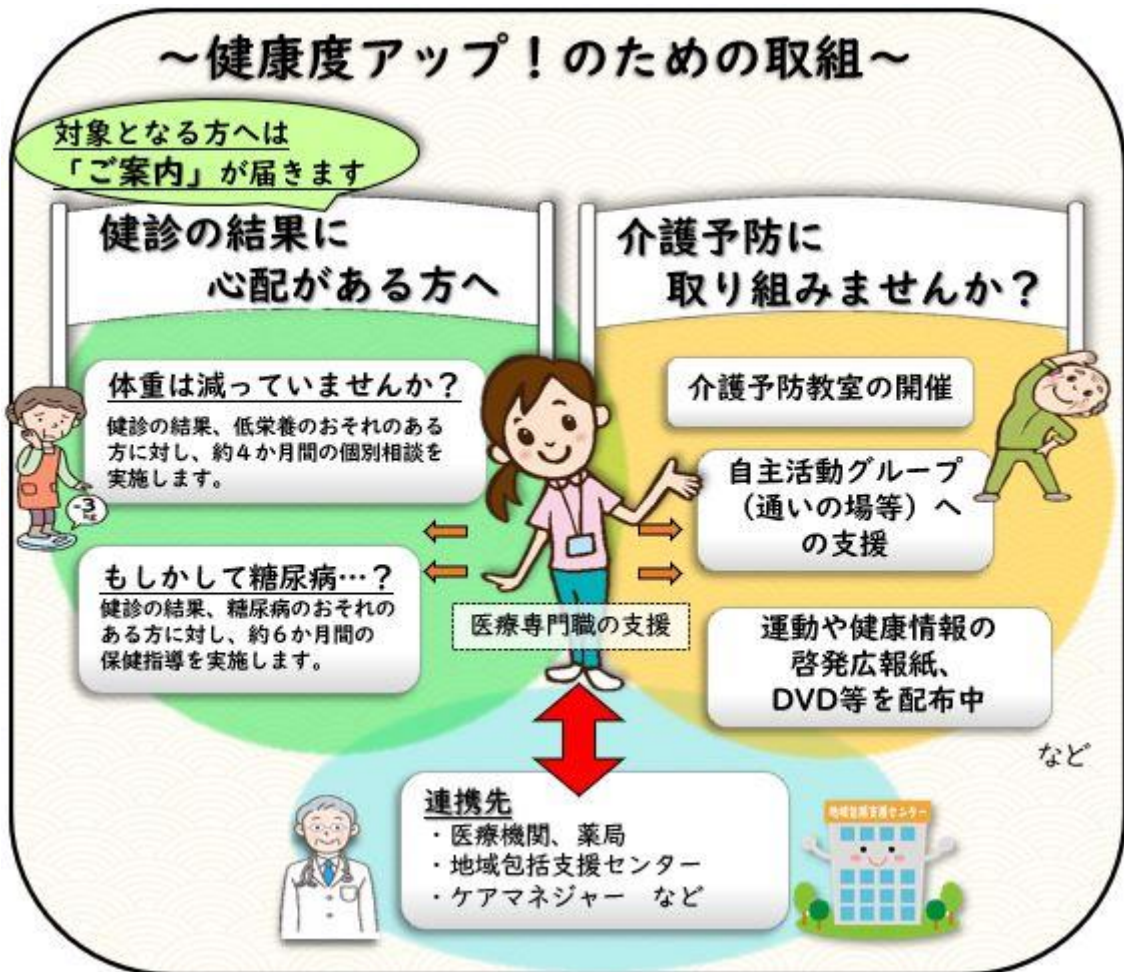 ～健康度アップ！のための取組～
対象となる方へは
「ご案内」が届きます
健診の結果に
心配がある方へ
体重は減っていませんか？
健診の結果、低栄養のおそれのある
方に対し、約４か月間の個別相談を
実施します。
-3
kg
もしかして糖尿病…？
健診の結果、糖尿病のおそれの
ある方に対し、約６か月間の
保健指導を実施します。
医療専門職の支援
介護予防に
取り組みませんか？
介護予防教室の開催
自主活動グループ
（通いの場等）へ
の支援
運動や健康情報の
啓発広報紙、
DVD等を配布中
など
連携先
・医療機関、薬局
・地域包括支援センター
・ケアマネジャー　など
地域包括支援センター